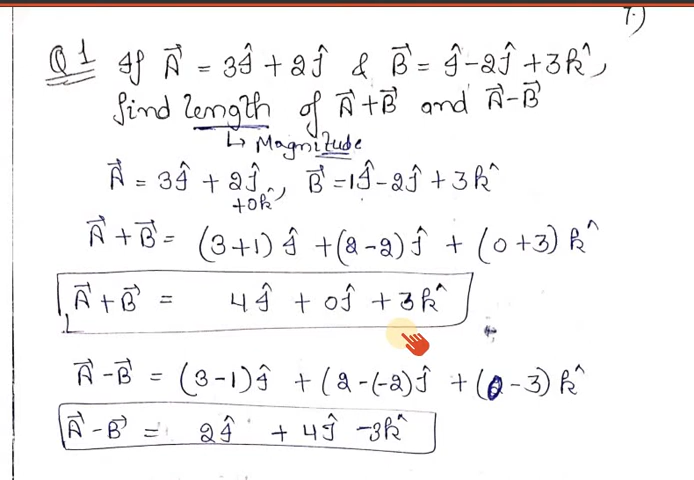 7.)
Q1 If A⃗ = 3î + 2ĵ & B⃗ = î - 2ĵ + 3k̂,
find length of A⃗+B⃗ and A⃗-B⃗
↳ Magnitude
A⃗ = 3î + 2ĵ + 0k̂, B⃗ = 1î - 2ĵ + 3k̂
A⃗ + B⃗ = (3+1) î + (2-2) ĵ + (0+3) k̂
A⃗ + B⃗ = 4î + 0ĵ + 3k̂
A⃗ - B⃗ = (3-1) î + (2-(-2) ĵ + (0-3) k̂
A⃗ - B⃗ = 2î + 4ĵ - 3k̂